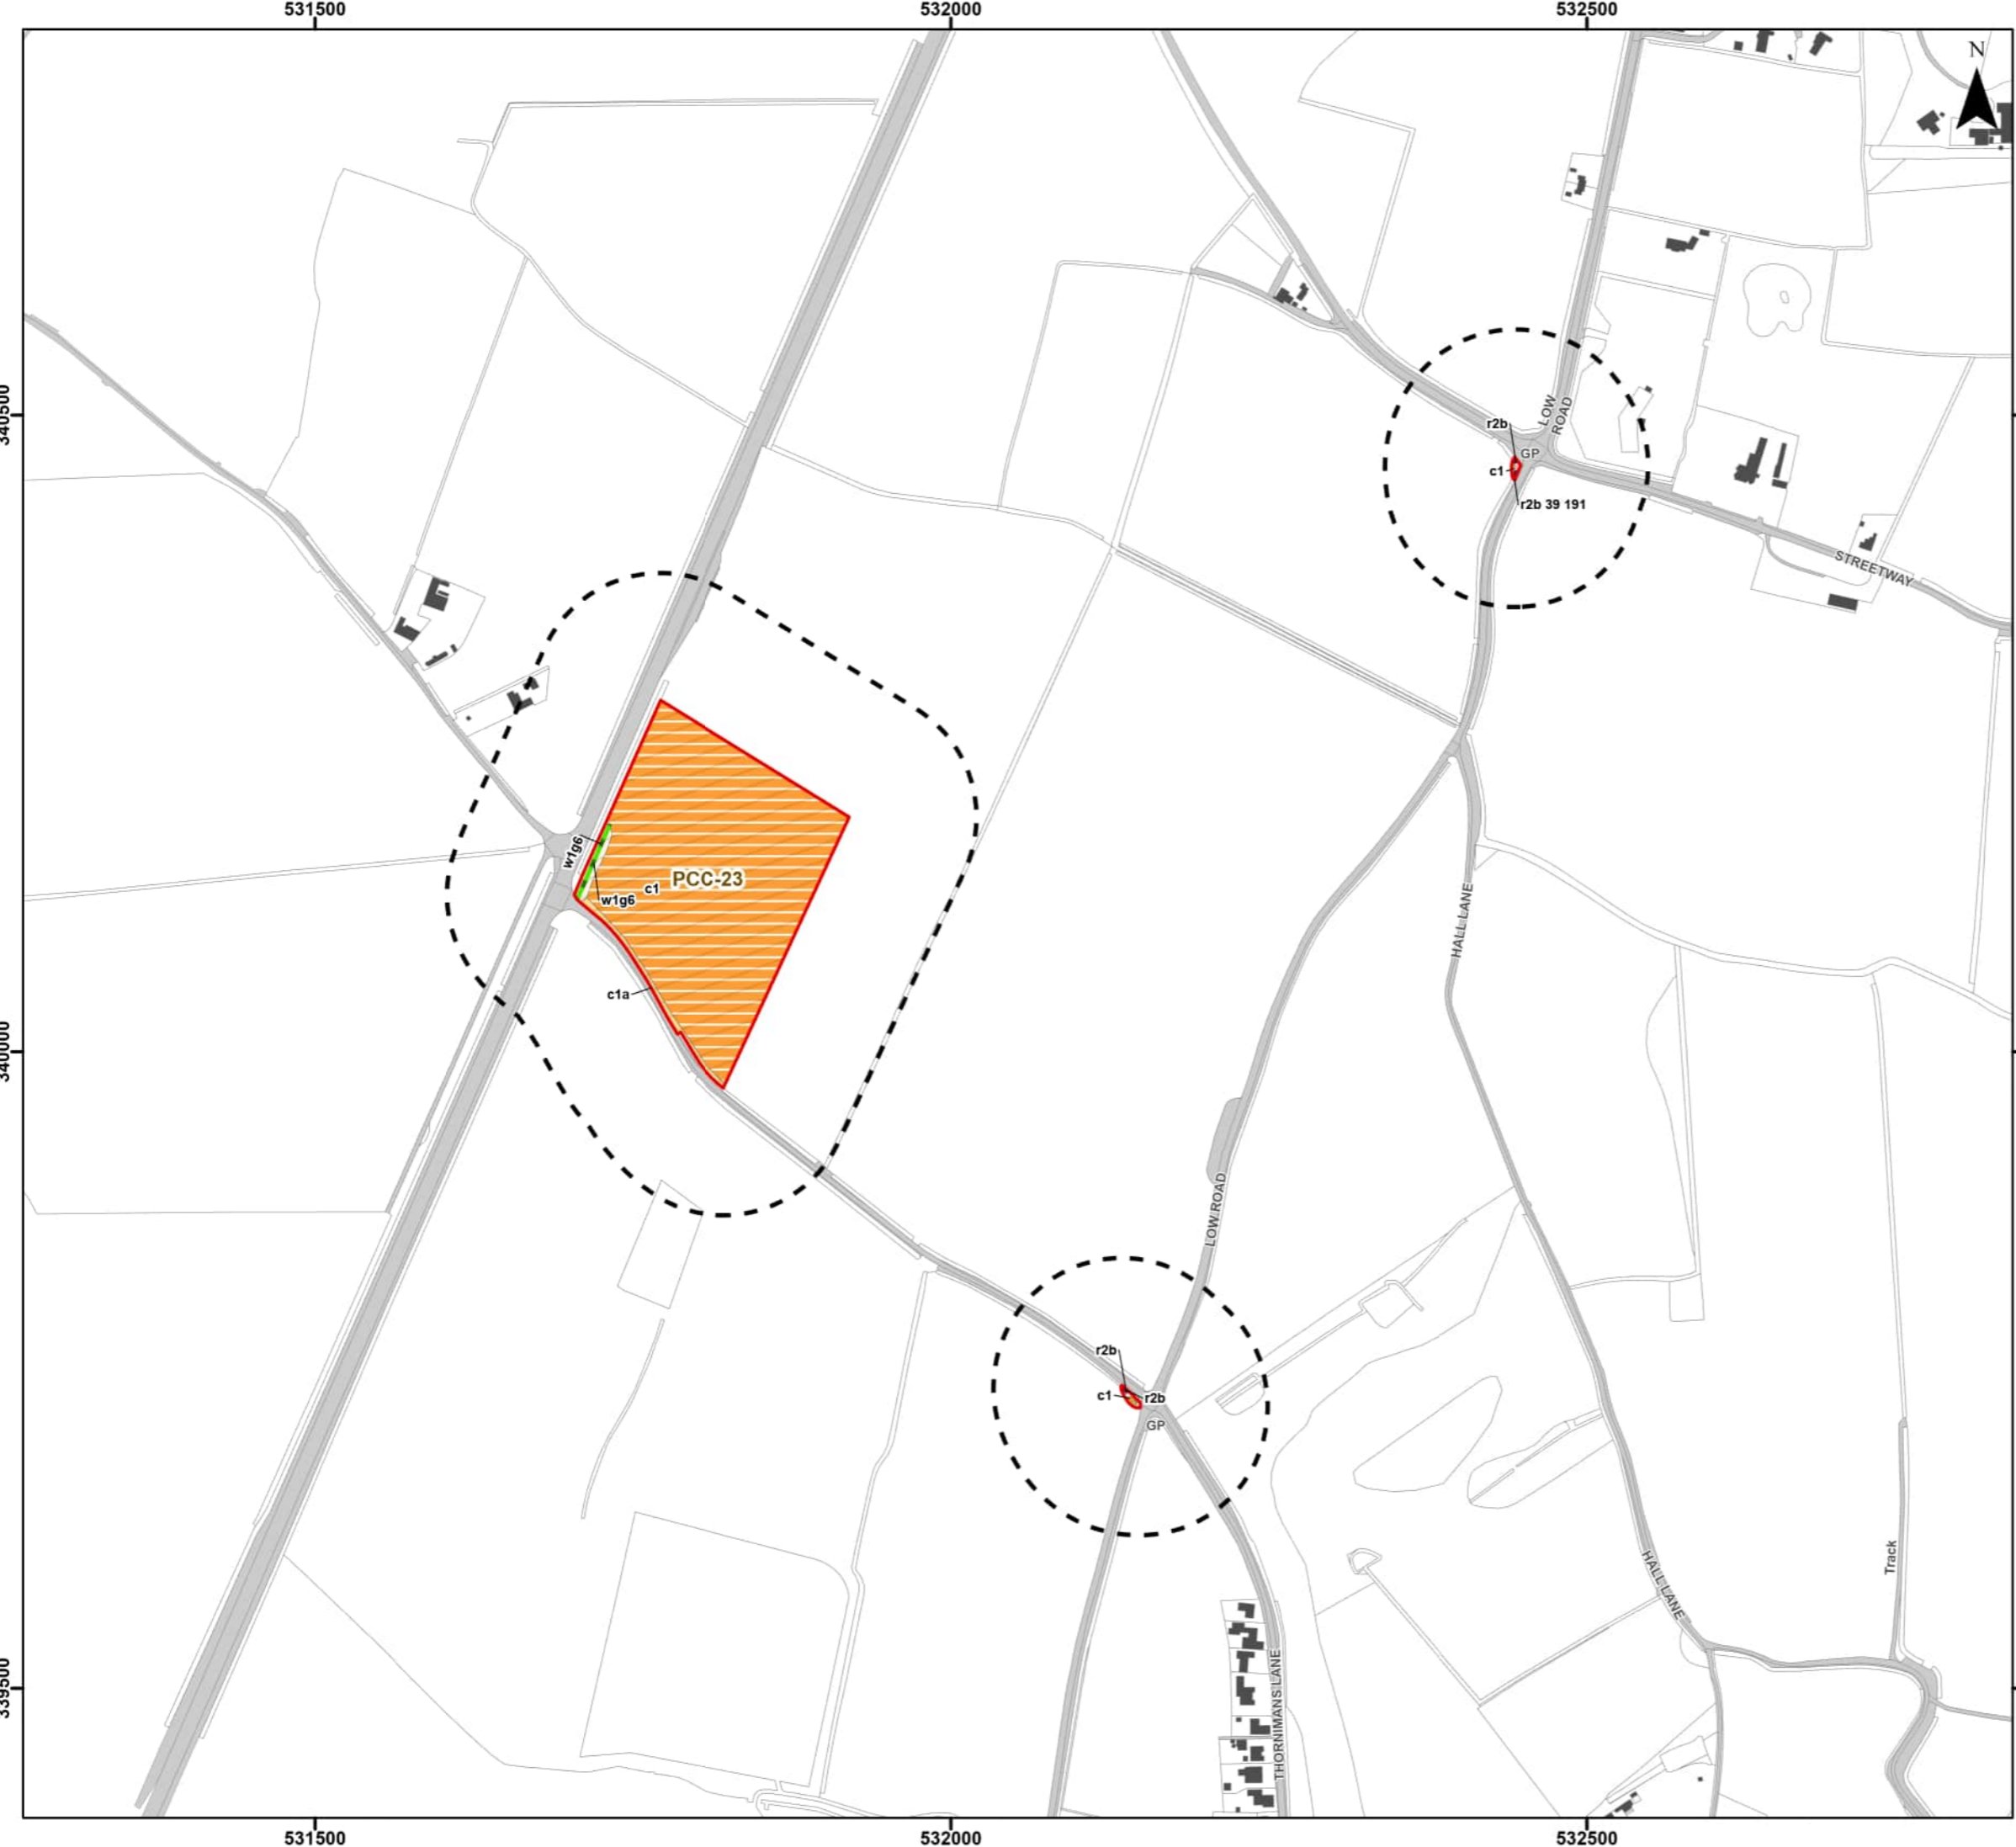 531500
532000
532500
N
340500
LOW
ROAD
r2b
GP
c1
r2b 39 191
STREETWAY
w1g6
PCC-23
c1
w1g6
HALL LANE
c1a
340000
LOW ROAD
r2b
c1
r2b
GP
Track
HALL LANE
339500
THORNIMANS LANE
531500
532000
532500